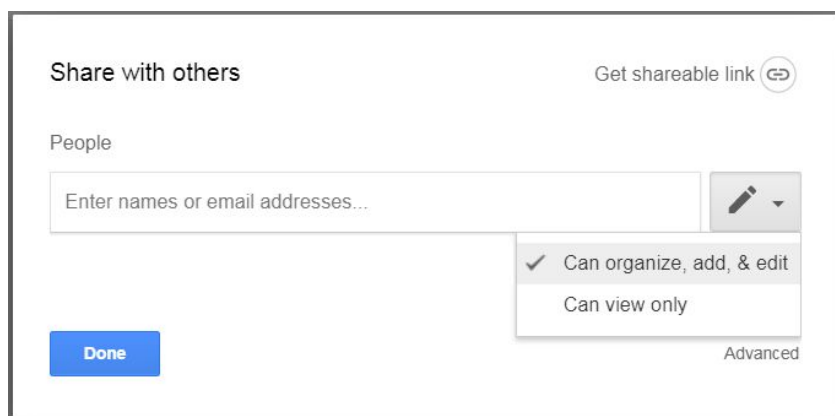 Share with others
Get shareable link
People
Enter names or email addresses...
Can organize, add, & edit
Can view only
Done
Advanced